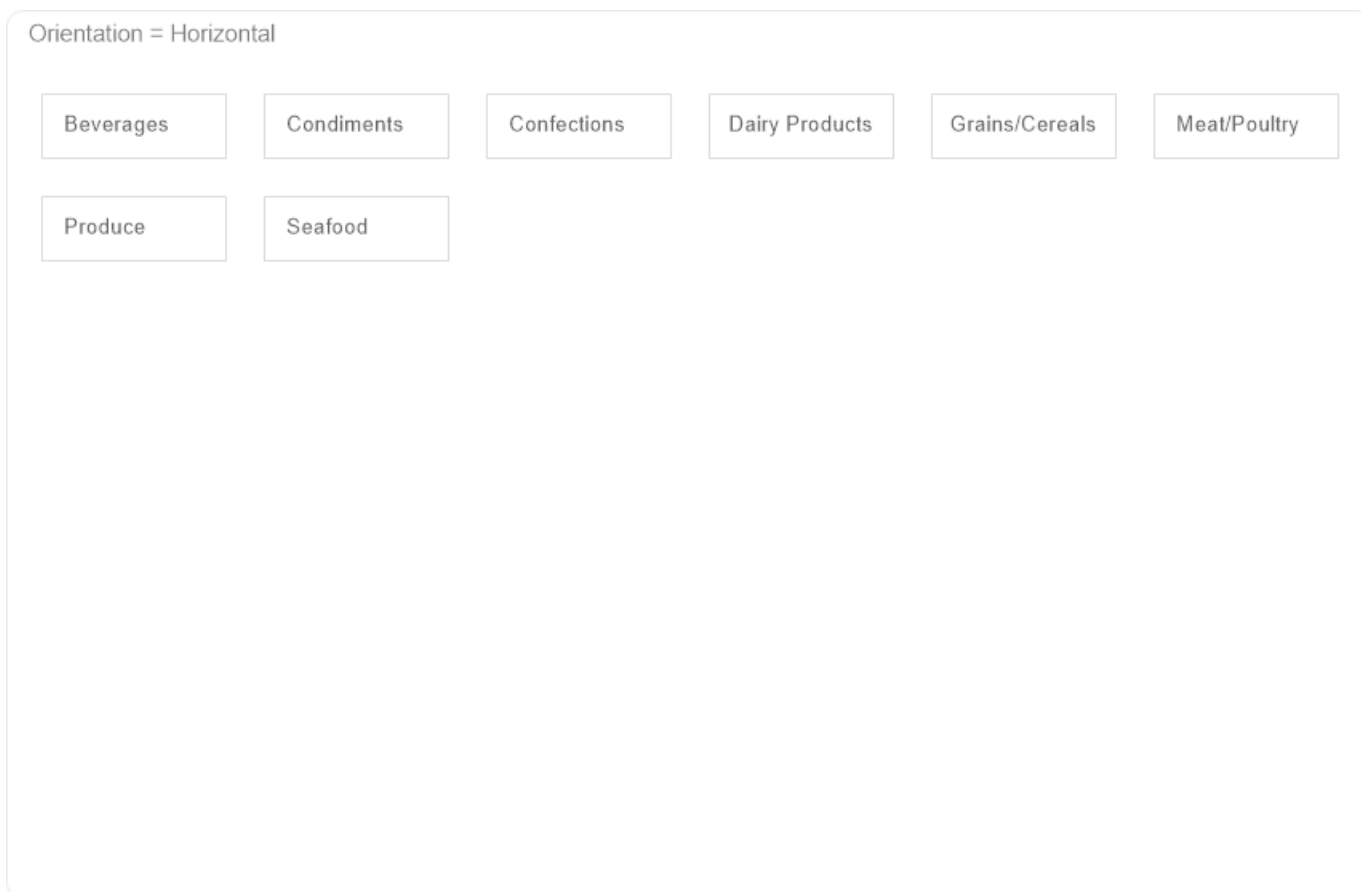 Orientation = Horizontal
Beverages Condiments Confections Dairy Products Grains/Cereals Meat/Poultry
Produce Seafood